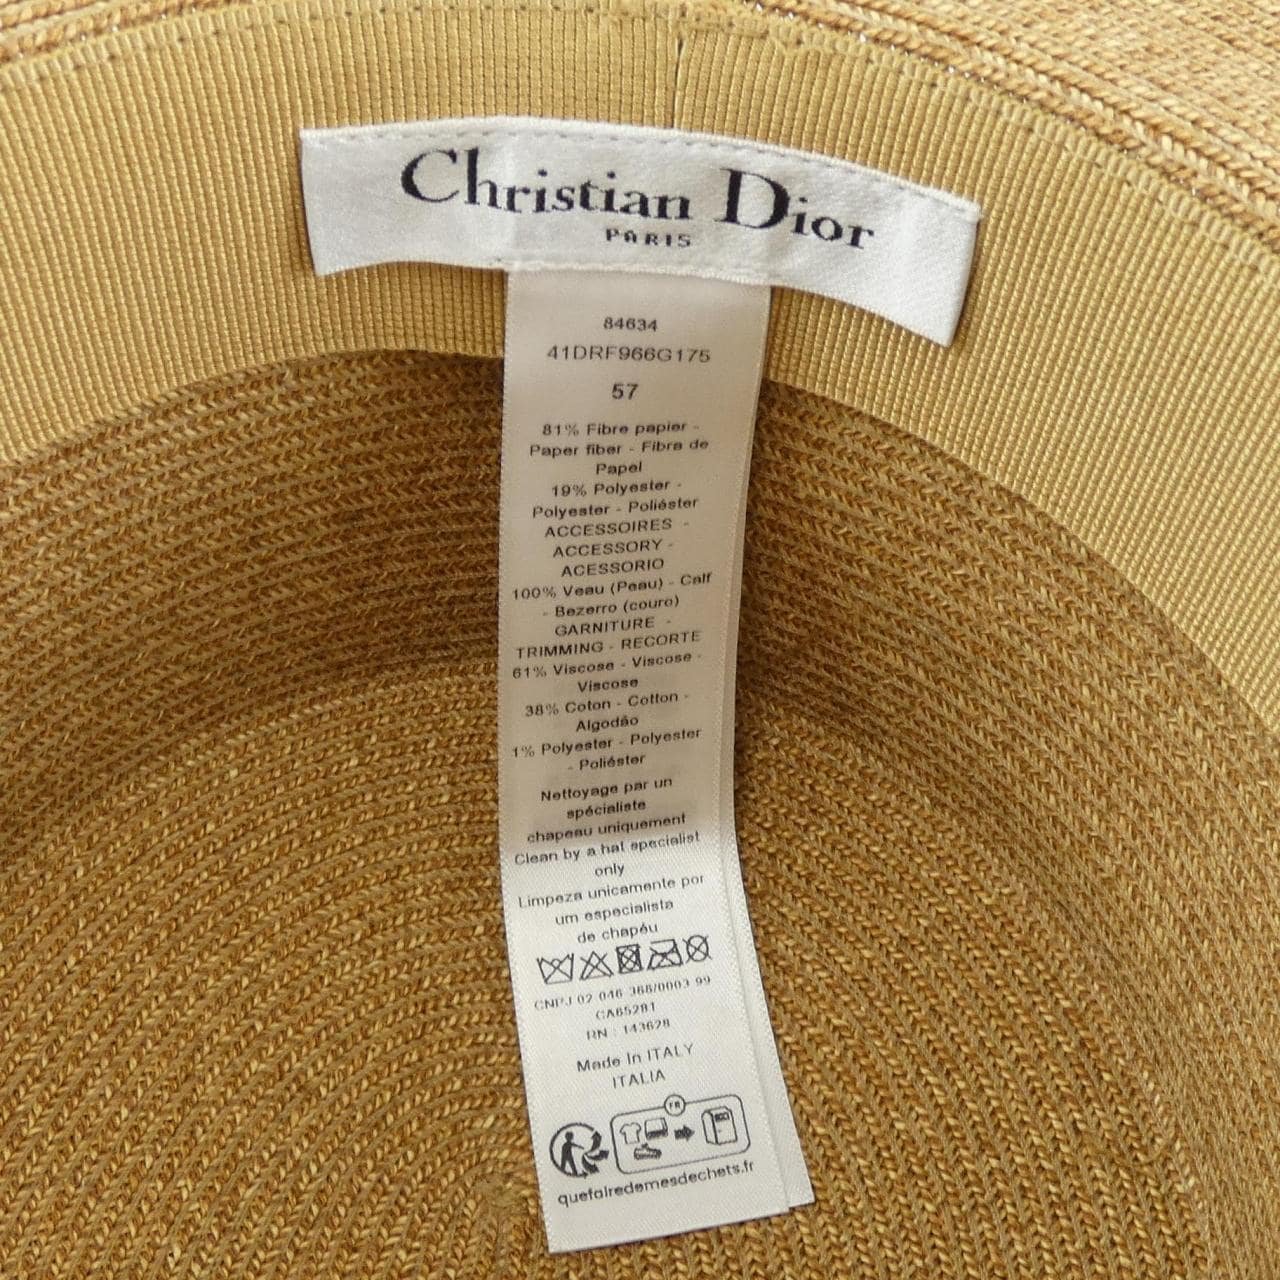 Christian Dior
PARIS
84634
41DRF966G175
57
81% Fibre papier -
Paper fiber - Fibra de
Papel
19% Polyester -
Polyester - Poliéster
ACCESSOIRES -
ACCESSORY -
ACESSORIO
100% Veau (Peau) - Calf
- Bezerro (couro)
GARNITURE -
TRIMMING - RECORTE
61% Viscose - Viscose -
Viscose
38% Coton - Cotton -
Algodão
1% Polyester - Polyester
- Poliéster
Nettoyage par un
spécialiste
chapeau uniquement
Clean by a hat specialist
only
Limpeza unicamente por
um especialista
de chapéu
CNPJ 02 046 368/0003 99
CA65281
RN : 143628
Made In ITALY
ITALIA
FR
quefairedemesdechets.fr